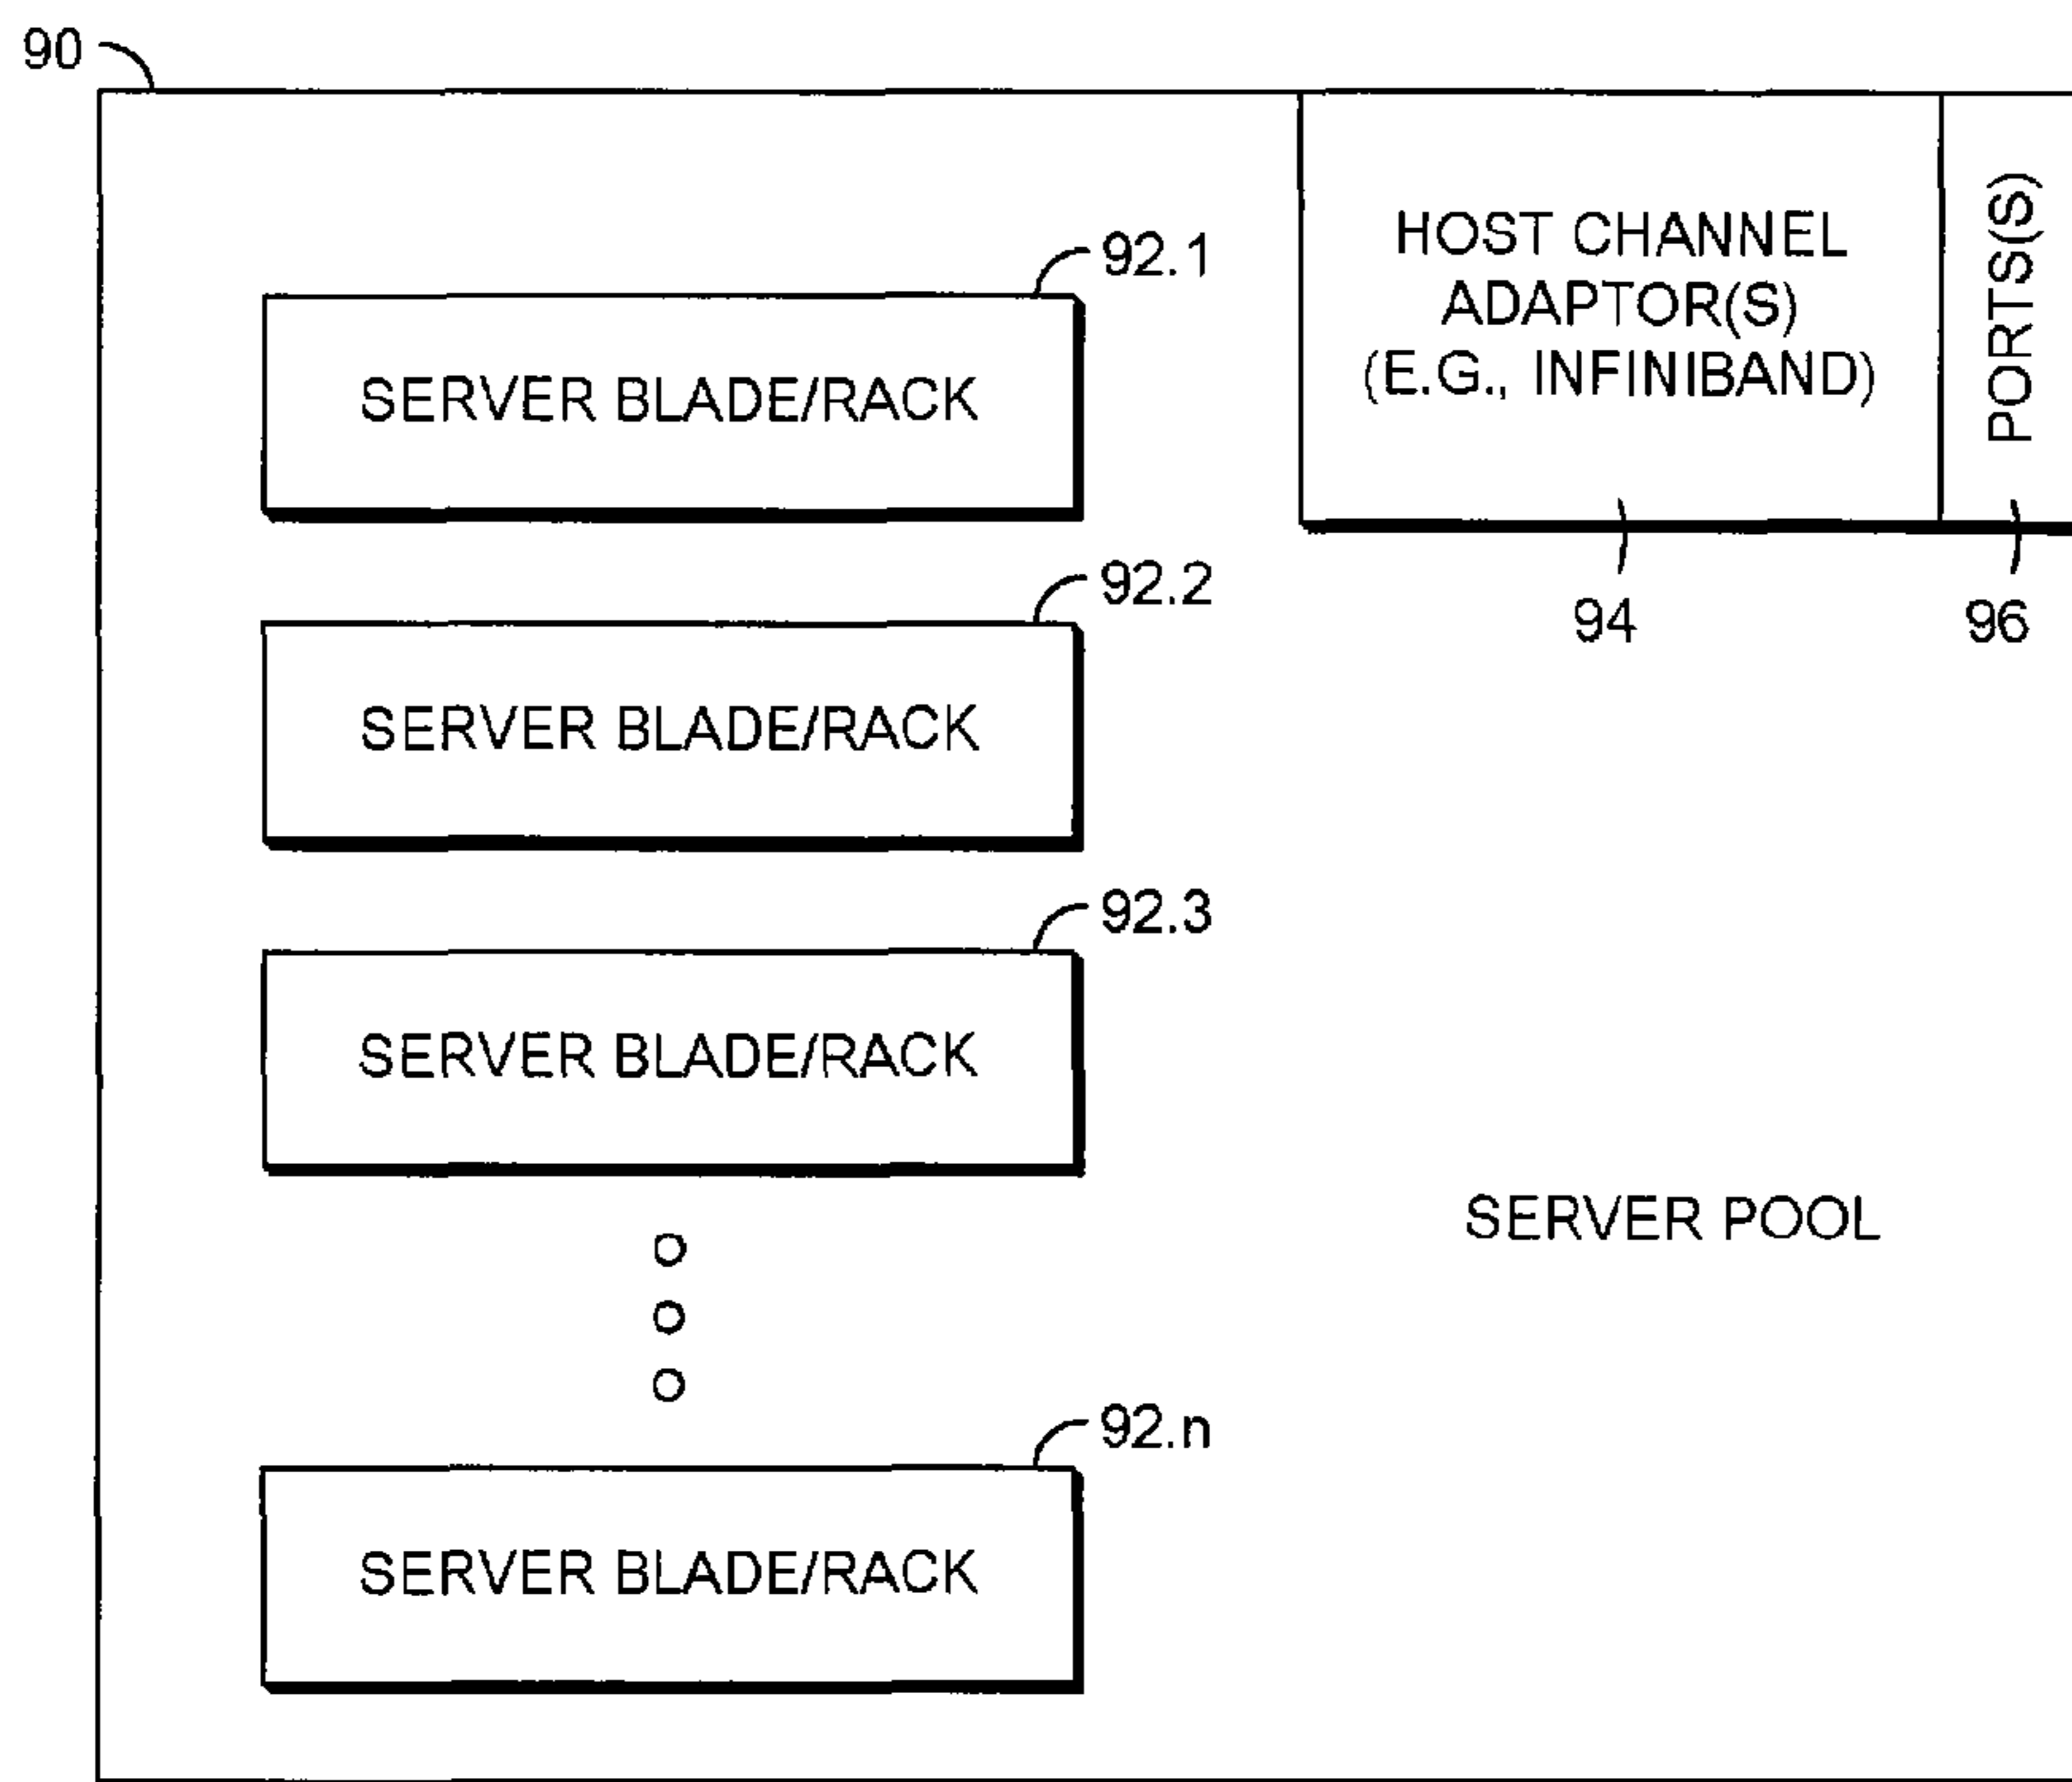 90
92.1
SERVER BLADE/RACK
HOST CHANNEL
ADAPTOR(S)
(E.G., INFINIBAND)
PORTS(S)
94
96
92.2
SERVER BLADE/RACK
92.3
SERVER BLADE/RACK
SERVER POOL
92.n
SERVER BLADE/RACK